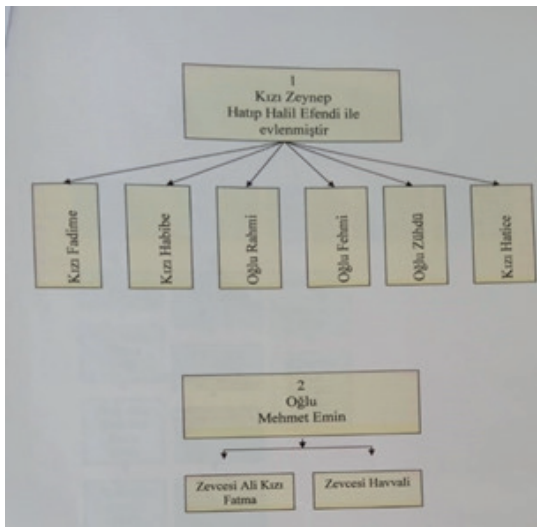 1
Kızı Zeynep
Hatıp Halil Efendi ile
evlenmiştir
Kızı Fadime
Kızı Habibe
Oğlu Rahmi
Oğlu Fehmi
Oğlu Zühdü
Kızı Hatice
2
Oğlu
Mehmet Emin
Zevcesi Ali Kızı
Fatma
Zevcesi Havvali